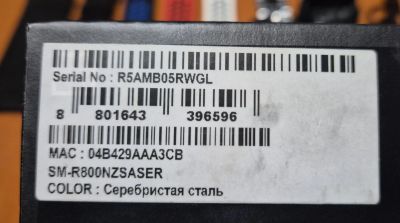 Serial No : R5AMB05RWGL
8 801643 396596
MAC : 04B429AAA3CB
SM-R800NZSASER
COLOR : Серебристая сталь